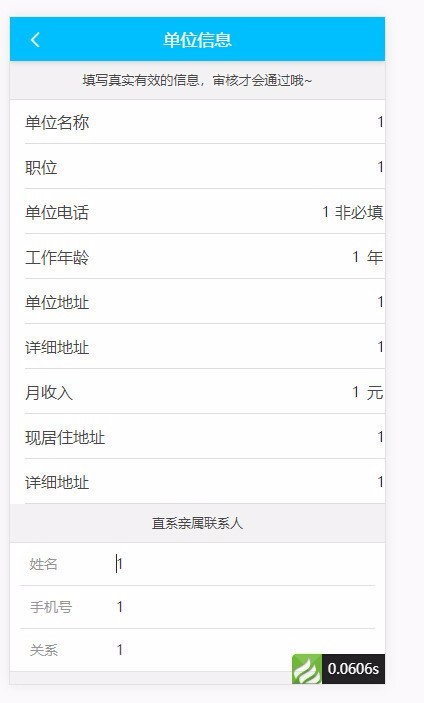 单位信息
填写真实有效的信息，审核才会通过哦~
单位名称 1
职位 1
单位电话 1 非必填
工作年龄 1 年
单位地址 1
详细地址 1
月收入 1 元
现居住地址 1
详细地址 1
直系亲属联系人
姓名 1
手机号 1
关系 1
0.0606s